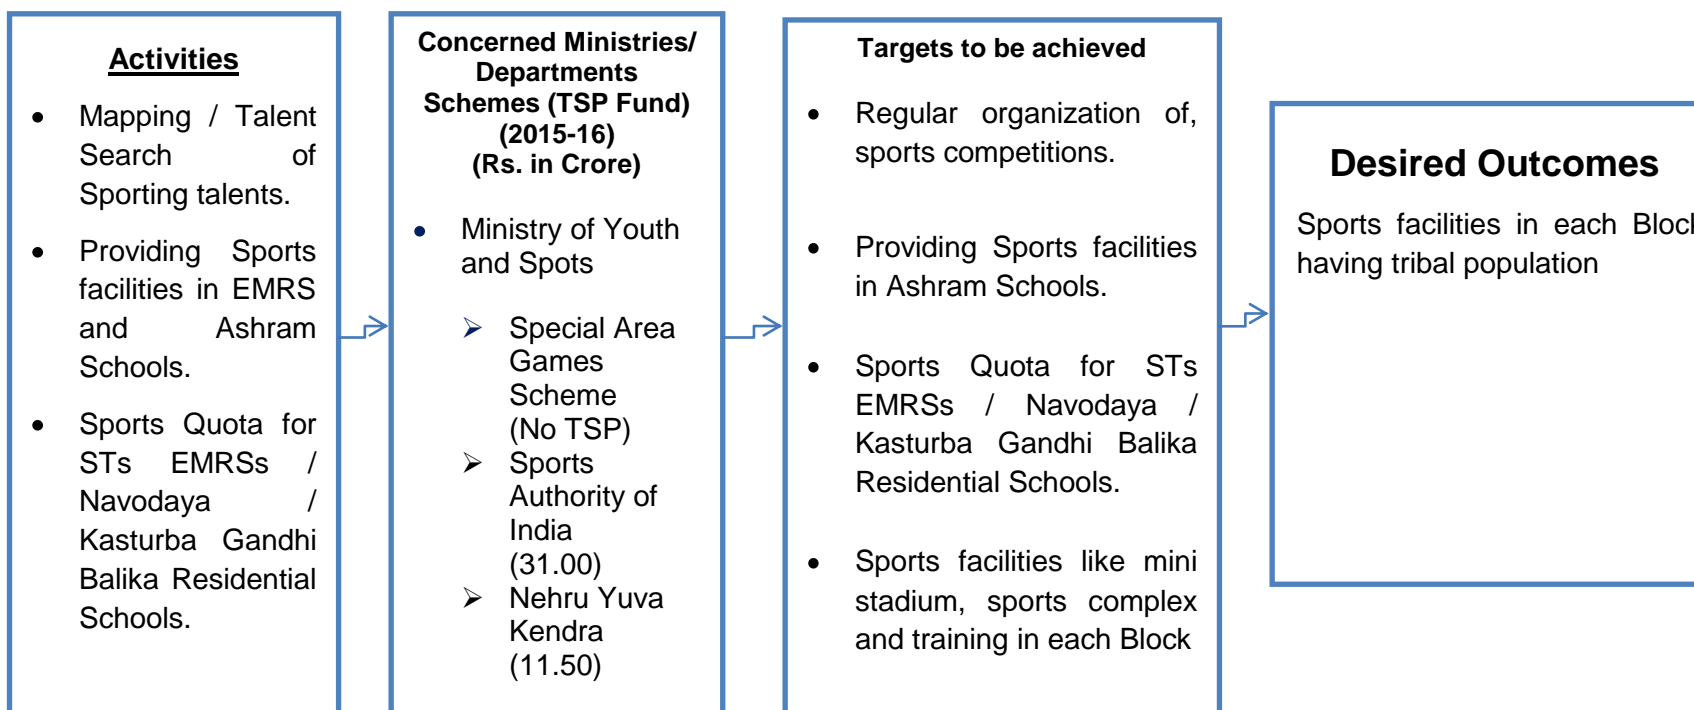 Activities
• Mapping / Talent
Search of
Sporting talents.
• Providing Sports
facilities in EMRS
and Ashram
Schools.
• Sports Quota for
STs EMRSs /
Navodaya /
Kasturba Gandhi
Balika Residential
Schools.
Concerned Ministries/
Departments
Schemes (TSP Fund)
(2015-16)
(Rs. in Crore)
• Ministry of Youth
and Spots
➢ Special Area
Games
Scheme
(No TSP)
➢ Sports
Authority of
India
(31.00)
➢ Nehru Yuva
Kendra
(11.50)
Targets to be achieved
• Regular organization of,
sports competitions.
• Providing Sports facilities
in Ashram Schools.
• Sports Quota for STs
EMRSs / Navodaya /
Kasturba Gandhi Balika
Residential Schools.
• Sports facilities like mini
stadium, sports complex
and training in each Block
Desired Outcomes
Sports facilities in each Block
having tribal population